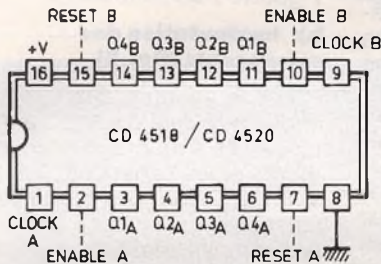 RESET B ENABLE B
+V Q4B Q3B Q2B Q1B CLOCK B
16 15 14 13 12 11 10 9
CD 4518 / CD 4520
1 2 3 4 5 6 7 8
CLOCK A Q1A Q2A Q3A Q4A
ENABLE A RESET A